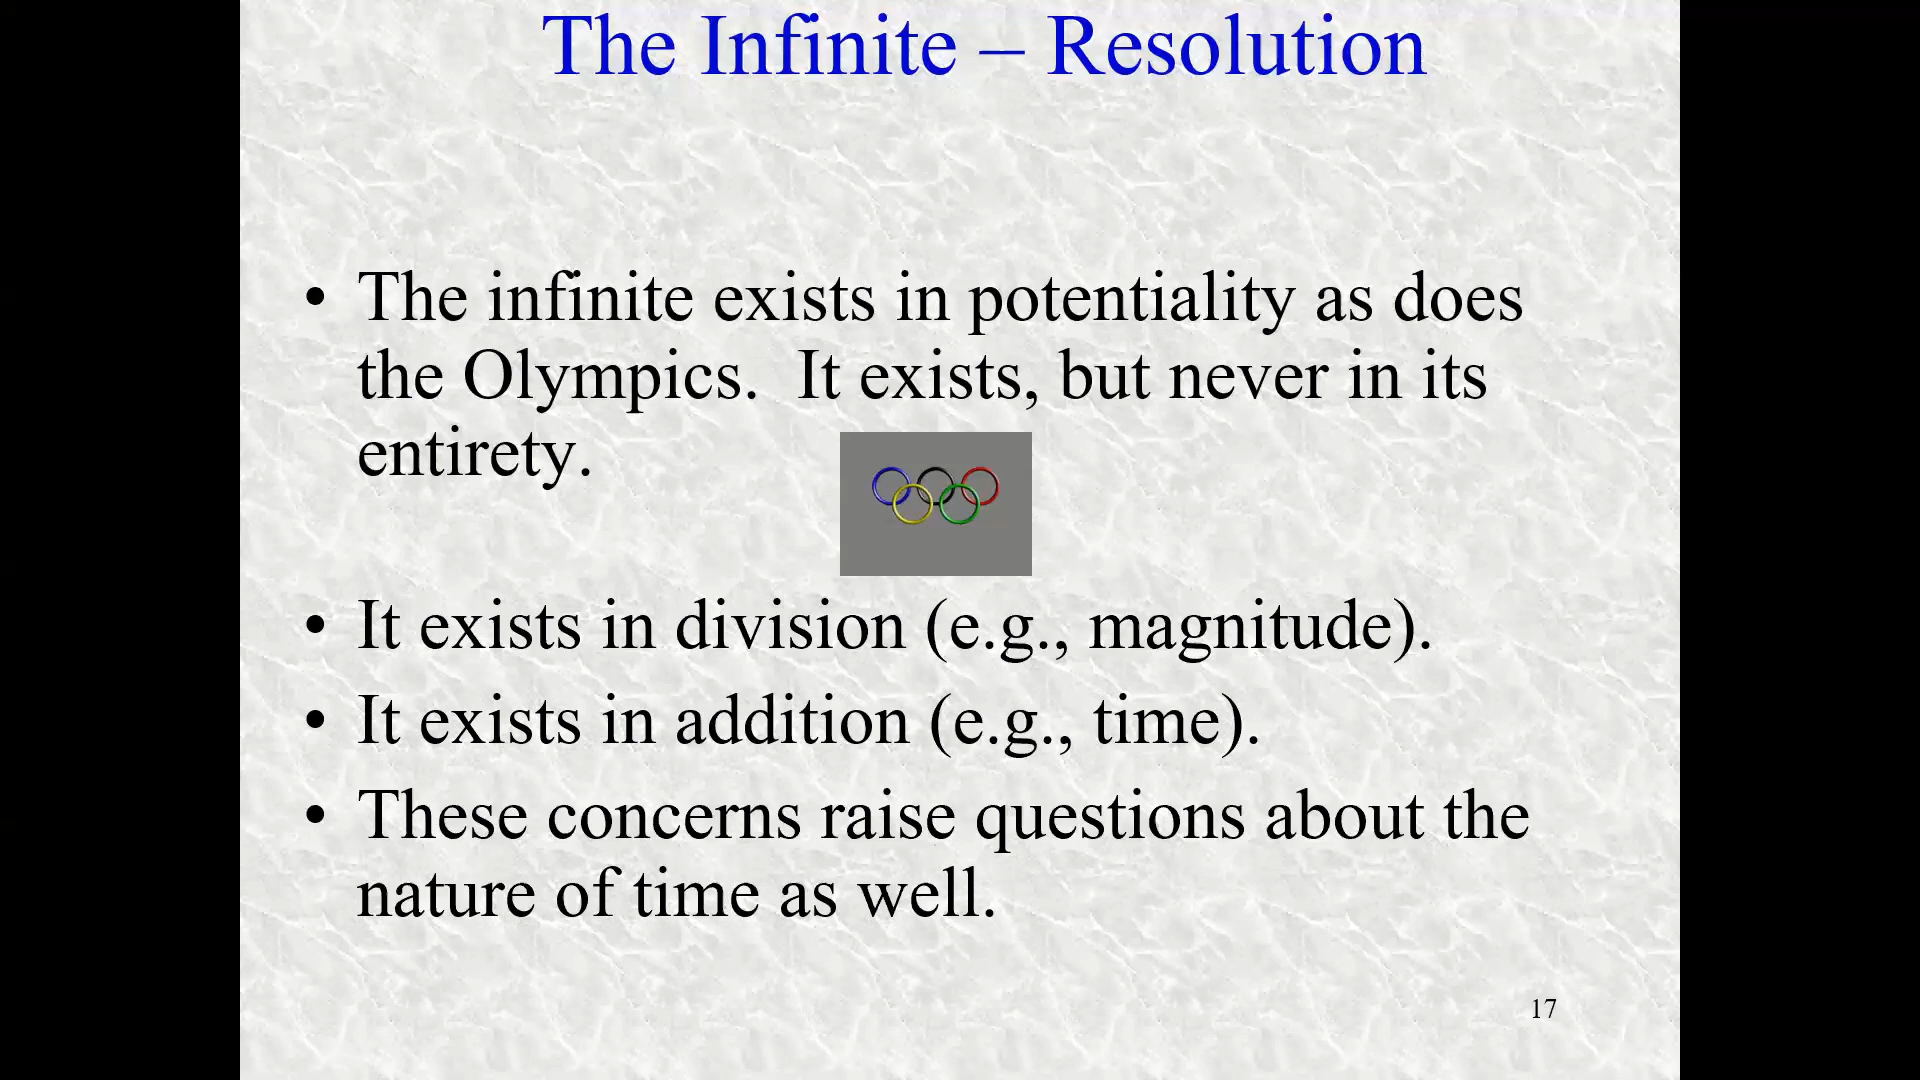 The Infinite – Resolution
• The infinite exists in potentiality as does
the Olympics.  It exists, but never in its
entirety.
• It exists in division (e.g., magnitude).
• It exists in addition (e.g., time).
• These concerns raise questions about the
nature of time as well.
17